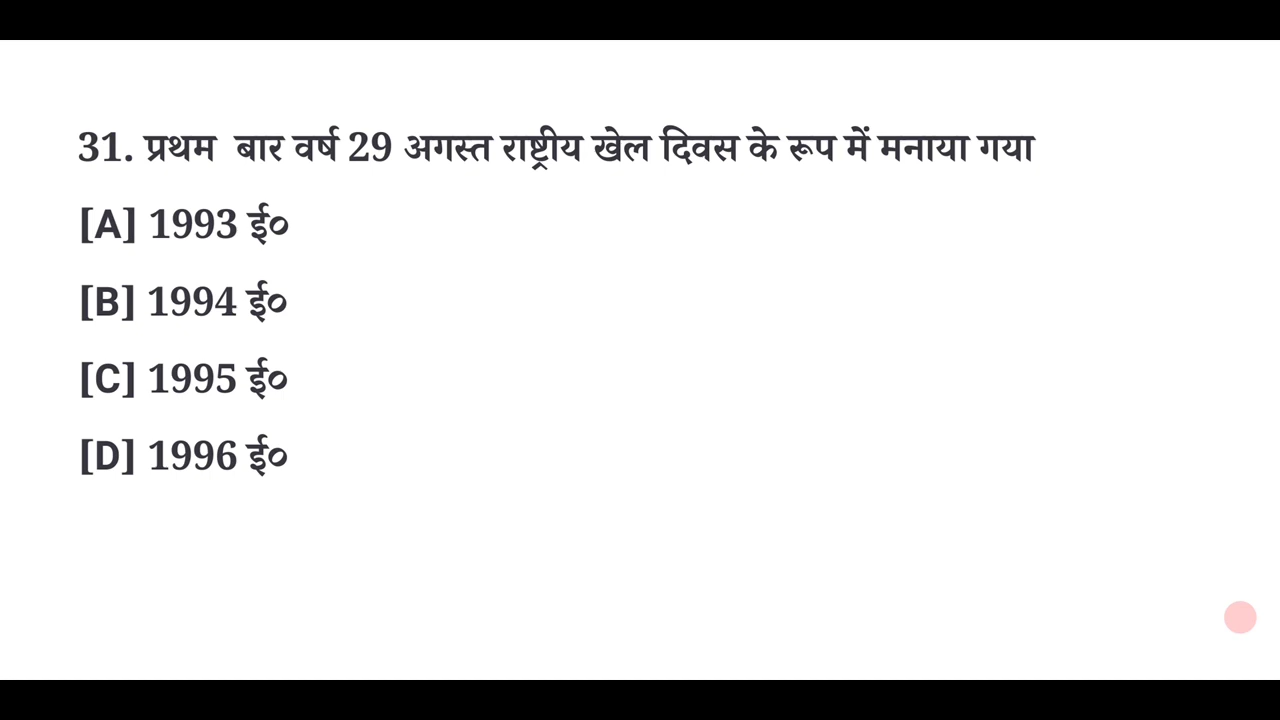 31. प्रथम बार वर्ष 29 अगस्त राष्ट्रीय खेल दिवस के रूप में मनाया गया
[A] 1993 ई०
[B] 1994 ई०
[C] 1995 ई०
[D] 1996 ई०